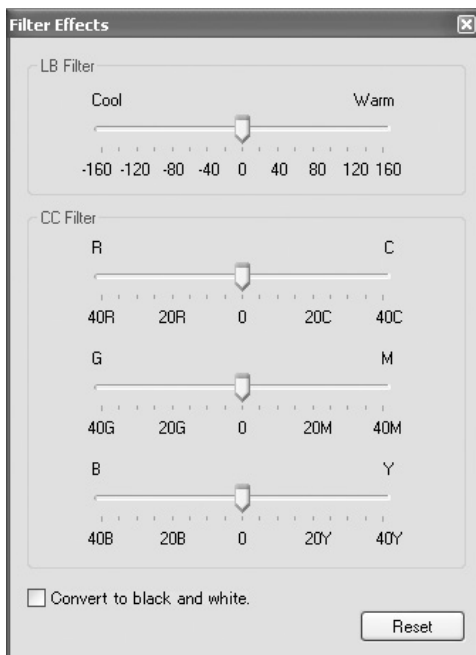 Filter Effects
LB Filter
Cool Warm
-160 -120 -80 -40 0 40 80 120 160
CC Filter
R C
40R 20R 0 20C 40C
G M
40G 20G 0 20M 40M
B Y
40B 20B 0 20Y 40Y
Convert to black and white.
Reset